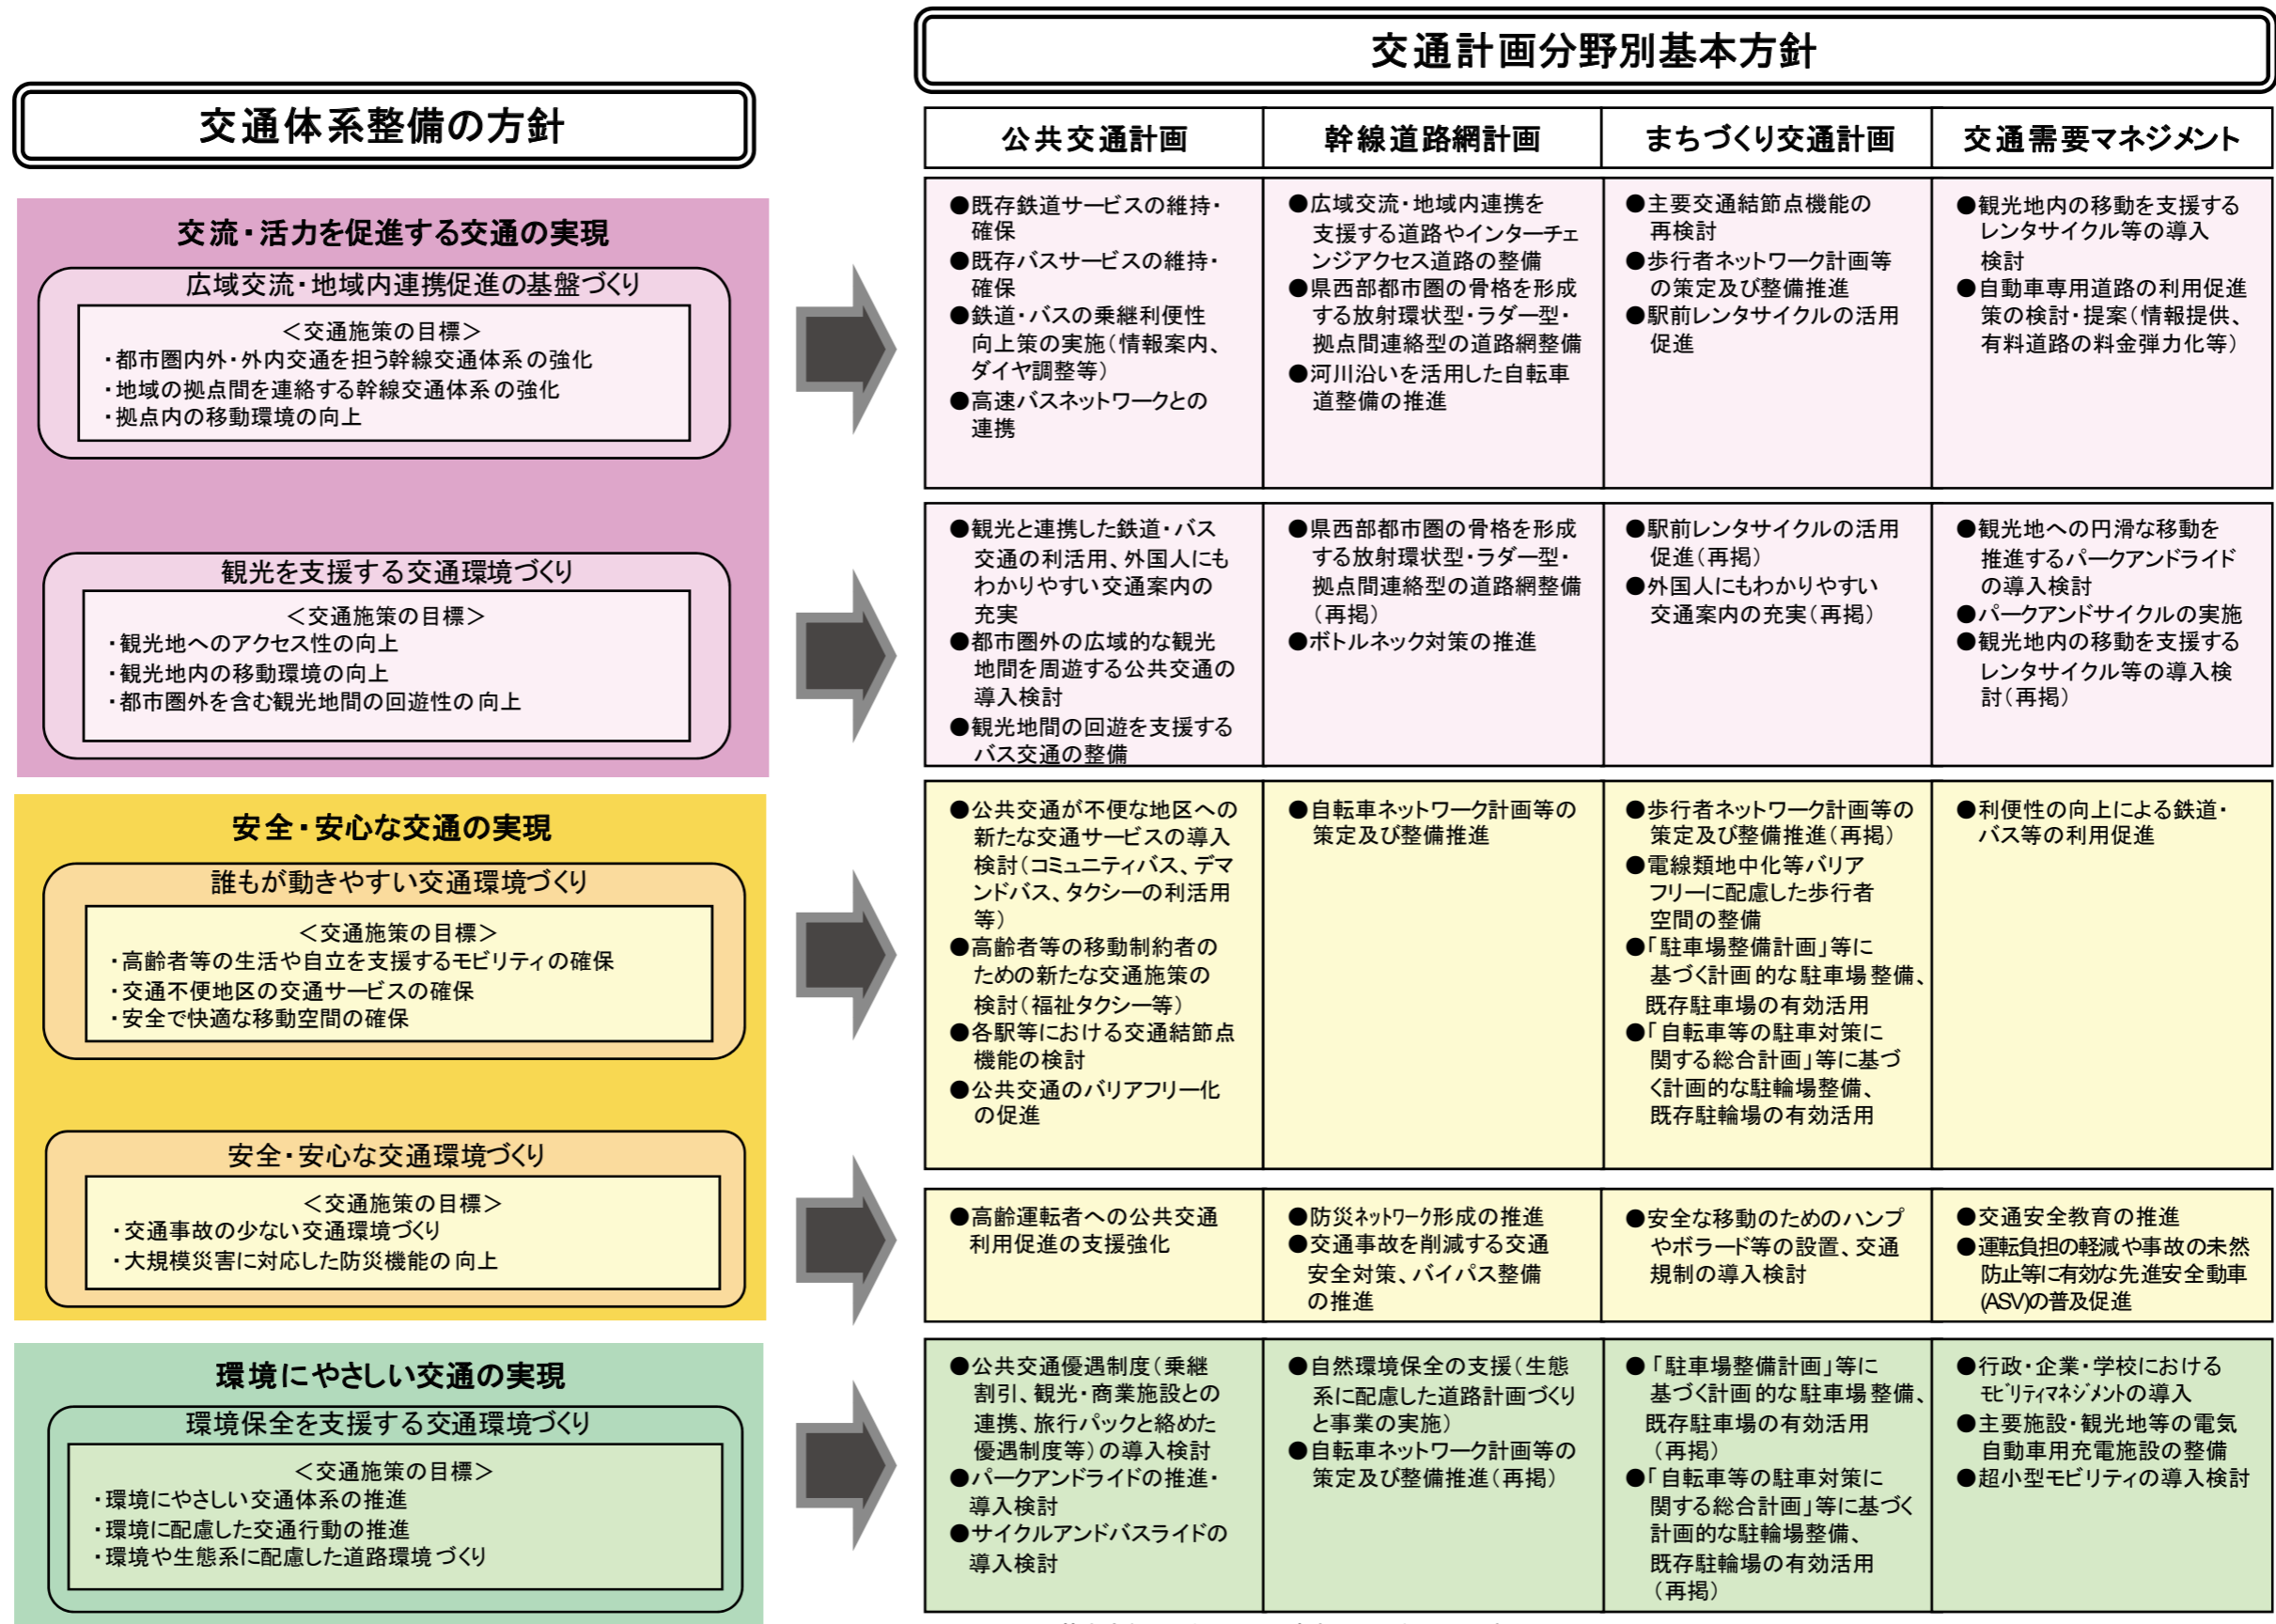 交通計画分野別基本方針
交通体系整備の方針
公共交通計画
幹線道路網計画
まちづくり交通計画
交通需要マネジメント
交流・活力を促進する交通の実現
広域交流・地域内連携促進の基盤づくり
＜交通施策の目標＞
・都市圏内外・外内交通を担う幹線交通体系の強化
・地域の拠点間を連絡する幹線交通体系の強化
・拠点内の移動環境の向上
●既存鉄道サービスの維持・
確保
●既存バスサービスの維持・
確保
●鉄道・バスの乗継利便性
向上策の実施（情報案内、
ダイヤ調整等）
●高速バスネットワークとの
連携
●広域交流・地域内連携を
支援する道路やインターチェ
ンジアクセス道路の整備
●県西部都市圏の骨格を形成
する放射環状型・ラダー型・
拠点間連絡型の道路網整備
●河川沿いを活用した自転車
道整備の推進
●主要交通結節点機能の
再検討
●歩行者ネットワーク計画等
の策定及び整備推進
●駅前レンタサイクルの活用
促進
●観光地内の移動を支援する
レンタサイクル等の導入
検討
●自動車専用道路の利用促進
策の検討・提案（情報提供、
有料道路の料金弾力化等）
観光を支援する交通環境づくり
＜交通施策の目標＞
・観光地へのアクセス性の向上
・観光地内の移動環境の向上
・都市圏外を含む観光地間の回遊性の向上
●観光と連携した鉄道・バス
交通の利活用、外国人にも
わかりやすい交通案内の
充実
●都市圏外の広域的な観光
地間を周遊する公共交通の
導入検討
●観光地間の回遊を支援する
バス交通の整備
●県西部都市圏の骨格を形成
する放射環状型・ラダー型・
拠点間連絡型の道路網整備
（再掲）
●ボトルネック対策の推進
●駅前レンタサイクルの活用
促進（再掲）
●外国人にもわかりやすい
交通案内の充実（再掲）
●観光地への円滑な移動を
推進するパークアンドライド
の導入検討
●パークアンドサイクルの実施
●観光地内の移動を支援する
レンタサイクル等の導入検
討（再掲）
安全・安心な交通の実現
誰もが動きやすい交通環境づくり
＜交通施策の目標＞
・高齢者等の生活や自立を支援するモビリティの確保
・交通不便地区の交通サービスの確保
・安全で快適な移動空間の確保
●公共交通が不便な地区への
新たな交通サービスの導入
検討（コミュニティバス、デマ
ンドバス、タクシーの利活用
等）
●高齢者等の移動制約者の
ための新たな交通施策の
検討（福祉タクシー等）
●各駅等における交通結節点
機能の検討
●公共交通のバリアフリー化
の促進
●自転車ネットワーク計画等の
策定及び整備推進
●歩行者ネットワーク計画等の
策定及び整備推進（再掲）
●電線類地中化等バリア
フリーに配慮した歩行者
空間の整備
●「駐車場整備計画」等に
基づく計画的な駐車場整備、
既存駐車場の有効活用
●「自転車等の駐車対策に
関する総合計画」等に基づ
く計画的な駐輪場整備、
既存駐輪場の有効活用
●利便性の向上による鉄道・
バス等の利用促進
安全・安心な交通環境づくり
＜交通施策の目標＞
・交通事故の少ない交通環境づくり
・大規模災害に対応した防災機能の向上
●高齢運転者への公共交通
利用促進の支援強化
●防災ネットワーク形成の推進
●交通事故を削減する交通
安全対策、バイパス整備
の推進
●安全な移動のためのハンプ
やボラード等の設置、交通
規制の導入検討
●交通安全教育の推進
●運転負担の軽減や事故の未然
防止等に有効な先進安全動車
(ASV)の普及促進
環境にやさしい交通の実現
環境保全を支援する交通環境づくり
＜交通施策の目標＞
・環境にやさしい交通体系の推進
・環境に配慮した交通行動の推進
・環境や生態系に配慮した道路環境づくり
●公共交通優遇制度（乗継
割引、観光・商業施設との
連携、旅行パックと絡めた
優遇制度等）の導入検討
●パークアンドライドの推進・
導入検討
●サイクルアンドバスライドの
導入検討
●自然環境保全の支援（生態
系に配慮した道路計画づくり
と事業の実施）
●自転車ネットワーク計画等の
策定及び整備推進（再掲）
●「駐車場整備計画」等に
基づく計画的な駐車場整備、
既存駐車場の有効活用
（再掲）
●「自転車等の駐車対策に
関する総合計画」等に基づく
計画的な駐輪場整備、
既存駐輪場の有効活用
（再掲）
●行政・企業・学校における
ﾓﾋﾞﾘﾃｨﾏﾈｼﾞﾒﾝﾄの導入
●主要施設・観光地等の電気
自動車用充電施設の整備
●超小型モビリティの導入検討